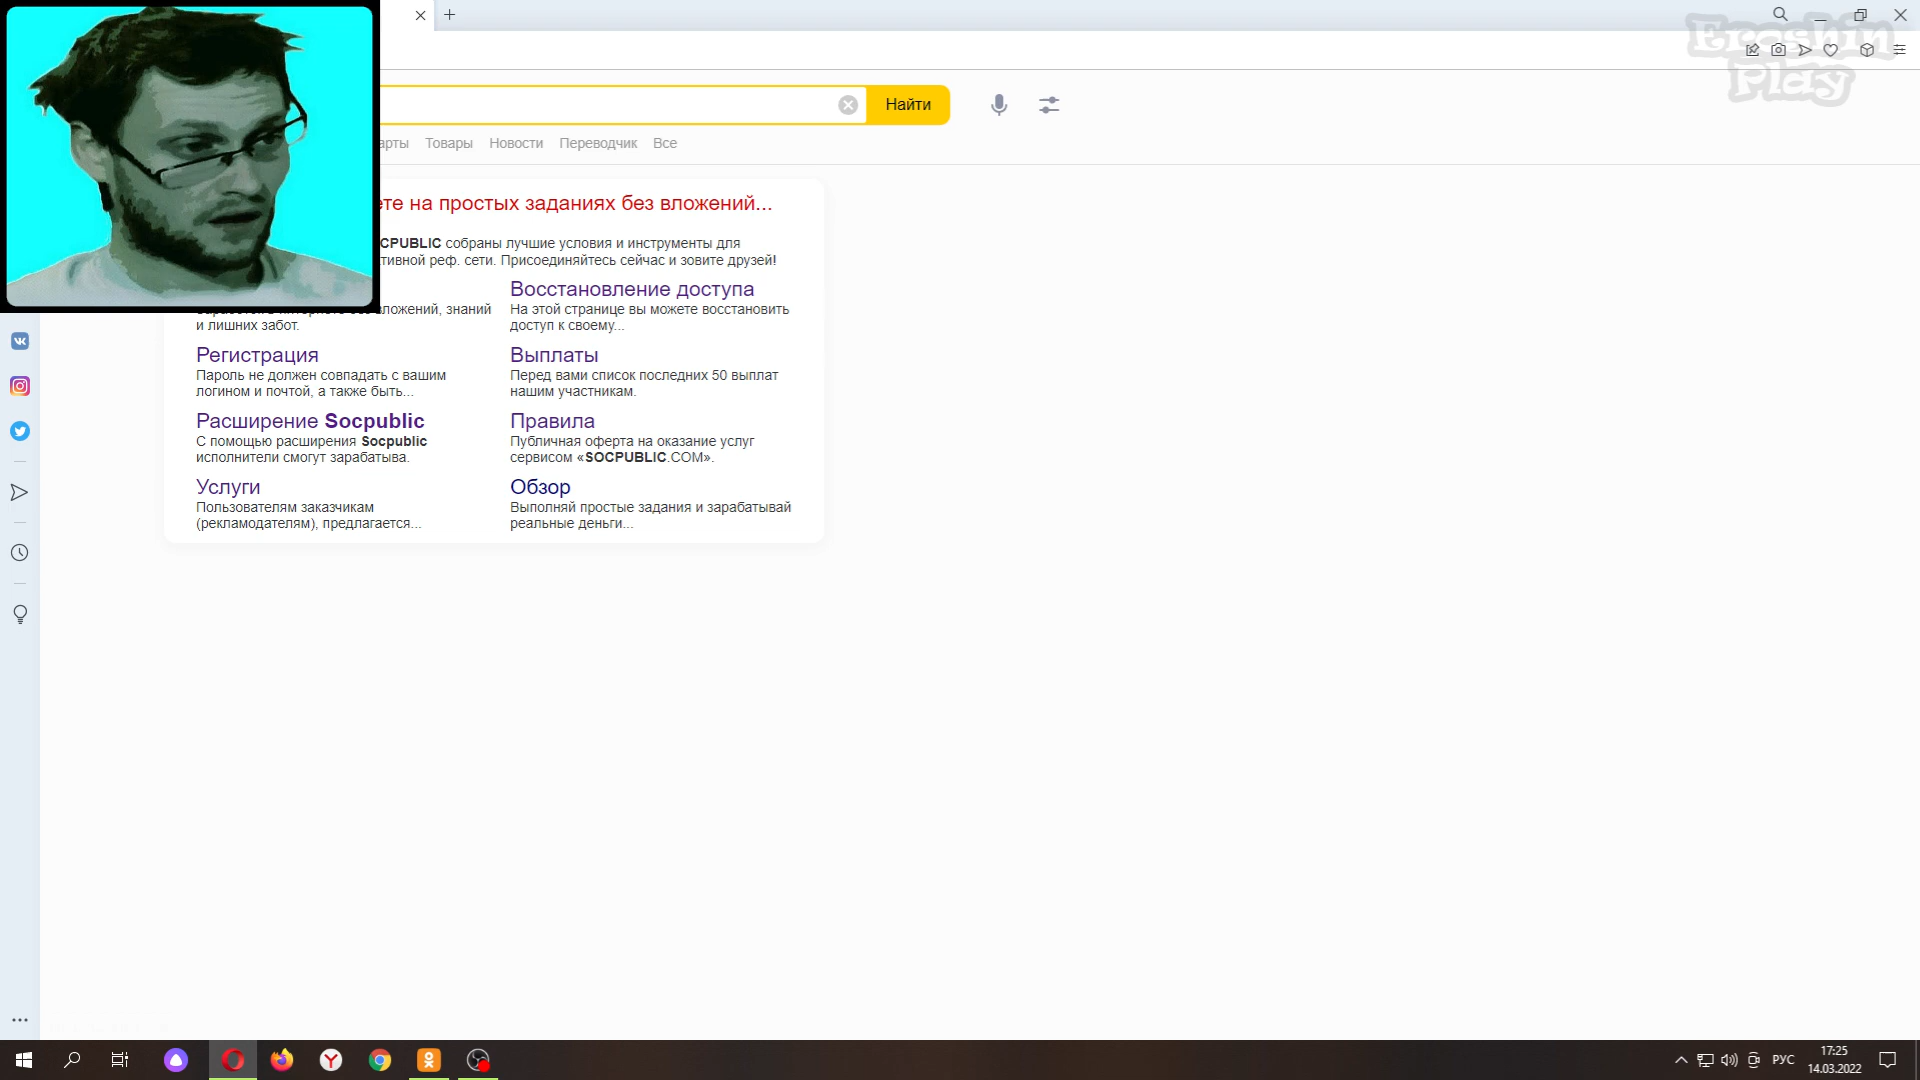 Eroshin
Play
Найти
арты Товары Новости Переводчик Все
ете на простых заданиях без вложений...
CPUBLIC собраны лучшие условия и инструменты для
тивной реф. сети. Присоединяйтесь сейчас и зовите друзей!
вложений, знаний
и лишних забот.
Восстановление доступа
На этой странице вы можете восстановить
доступ к своему...
Регистрация
Пароль не должен совпадать с вашим
логином и почтой, а также быть...
Выплаты
Перед вами список последних 50 выплат
нашим участникам.
Расширение Socpublic
С помощью расширения Socpublic
исполнители смогут зарабатыва.
Правила
Публичная оферта на оказание услуг
сервисом «SOCPUBLIC.COM».
Услуги
Пользователям заказчикам
(рекламодателям), предлагается...
Обзор
Выполняй простые задания и зарабатывай
реальные деньги...
РУС
17:25
14.03.2022